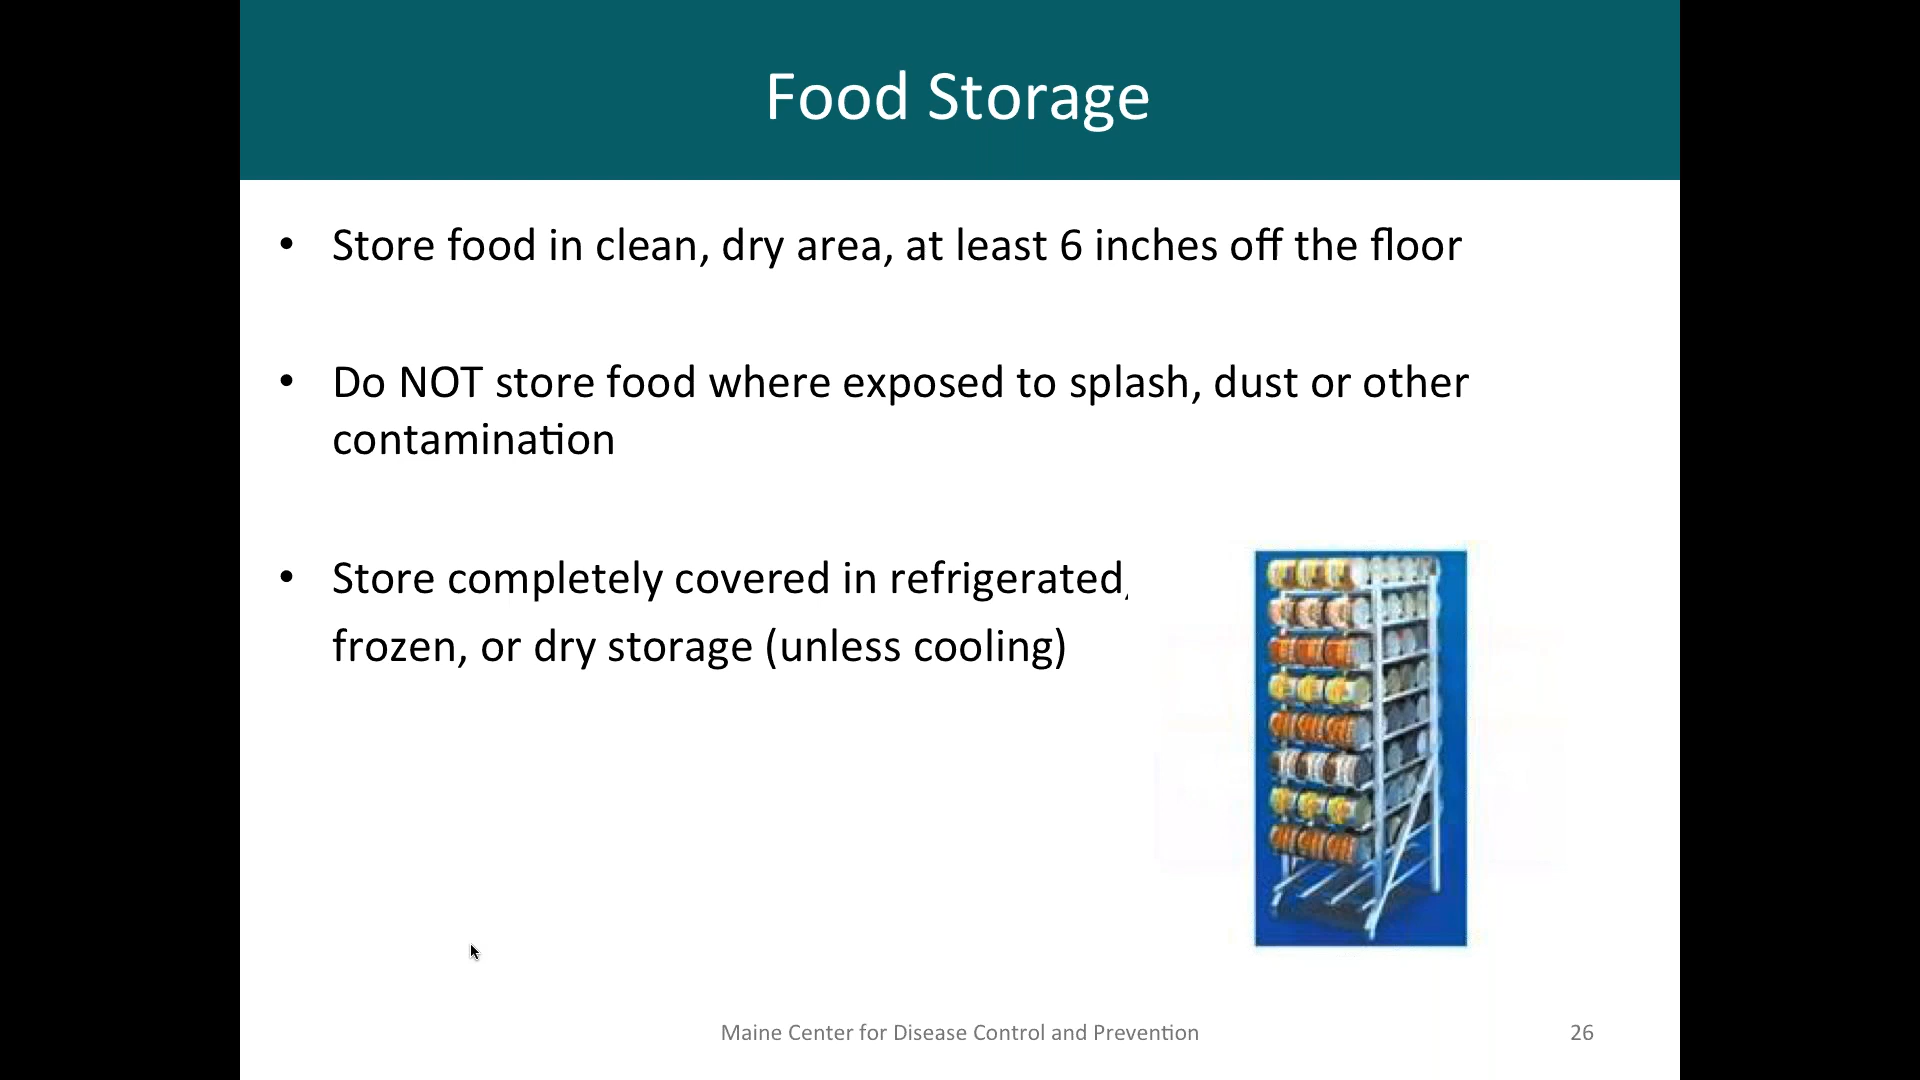 Food Storage
• Store food in clean, dry area, at least 6 inches off the floor
• Do NOT store food where exposed to splash, dust or other
contamination
• Store completely covered in refrigerated,
frozen, or dry storage (unless cooling)
Maine Center for Disease Control and Prevention
26